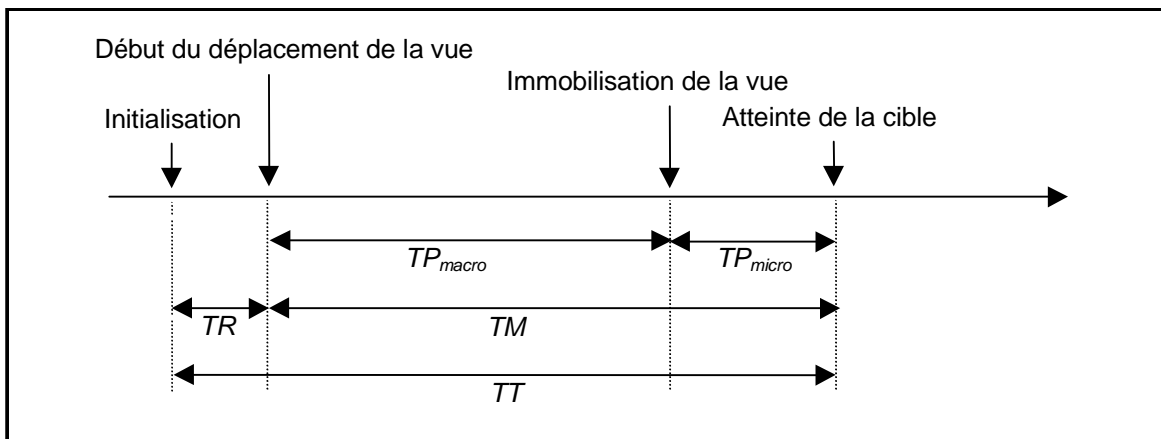 Début du déplacement de la vue
Immobilisation de la vue
Initialisation
Atteinte de la cible
TPmacro
TPmicro
TR
TM
TT